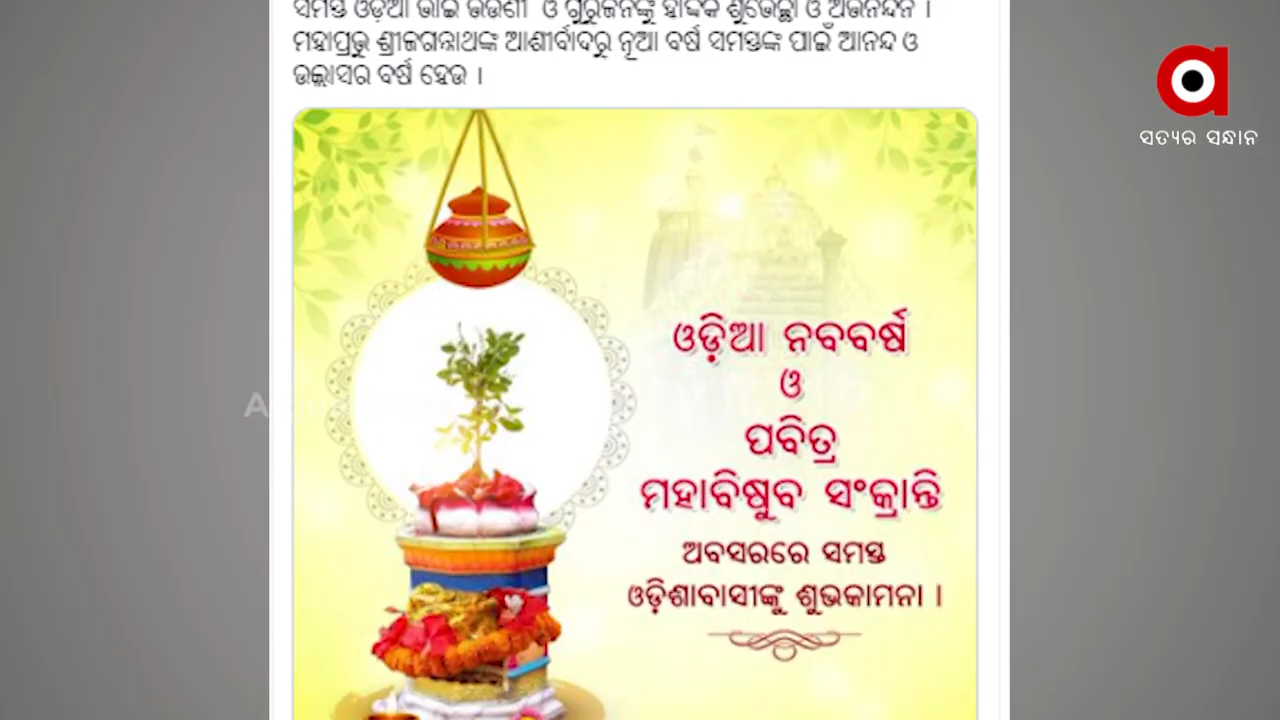 ସମସ୍ତ ଓଡ଼ିଆ ଭାଇ ଭଉଣୀ ଓ ଗୁରୁଜନଙ୍କୁ ହାର୍ଦ୍ଦିକ ଶୁଭେଚ୍ଛା ଓ ଅଭିନନ୍ଦନ ।
ମହାପ୍ରଭୁ ଶ୍ରୀଜଗନ୍ନାଥଙ୍କ ଆଶୀର୍ବାଦରୁ ନୂଆ ବର୍ଷ ସମସ୍ତଙ୍କ ପାଇଁ ଆନନ୍ଦ ଓ
ଉଲ୍ଲାସର ବର୍ଷ ହେଉ ।
ସତ୍ୟର ସନ୍ଧାନ
ଓଡ଼ିଆ ନବବର୍ଷ
ଓ
ପବିତ୍ର
ମହାବିଷୁବ ସଂକ୍ରାନ୍ତି
ଅବସରରେ ସମସ୍ତ
ଓଡ଼ିଶାବାସୀଙ୍କୁ ଶୁଭକାମନା ।